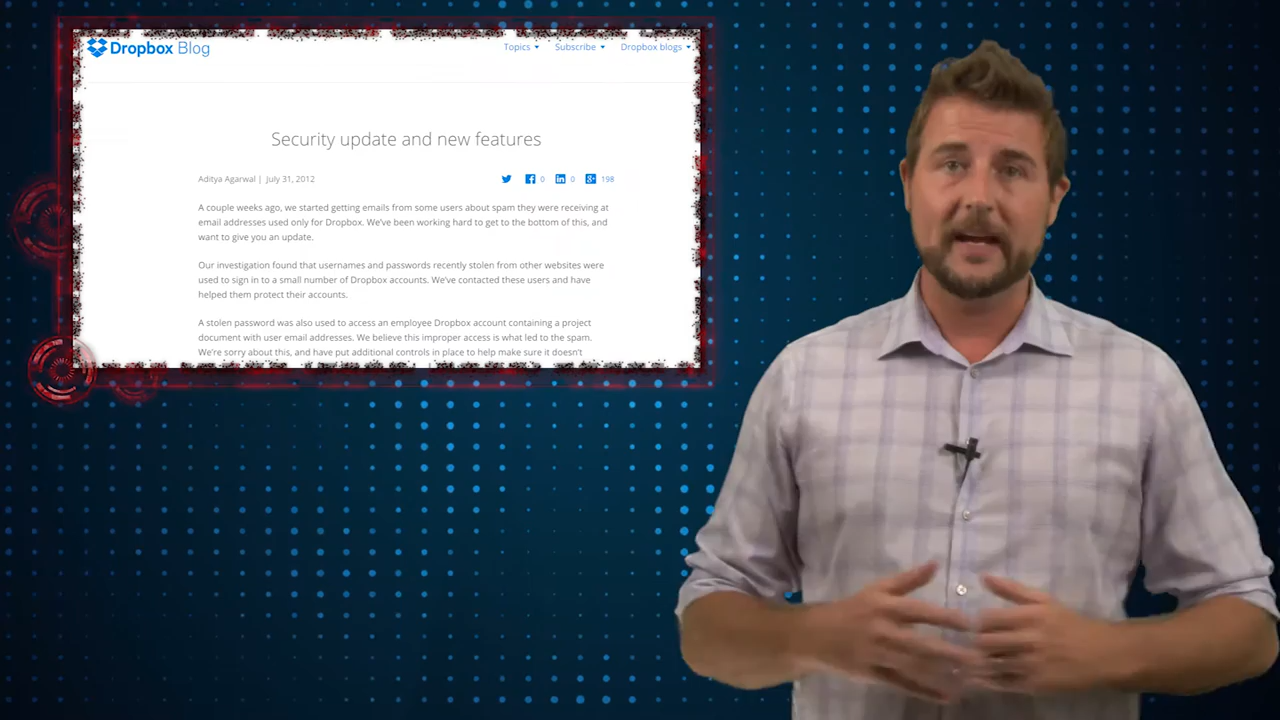 Dropbox Blog
Topics Subscribe Dropbox blogs
Security update and new features
Aditya Agarwal | July 31, 2012 0 0 198
A couple weeks ago, we started getting emails from some users about spam they were receiving at
email addresses used only for Dropbox. We've been working hard to get to the bottom of this, and
want to give you an update.
Our investigation found that usernames and passwords recently stolen from other websites were
used to sign in to a small number of Dropbox accounts. We've contacted these users and have
helped them protect their accounts.
A stolen password was also used to access an employee Dropbox account containing a project
document with user email addresses. We believe this improper access is what led to the spam.
We're sorry about this, and have put additional controls in place to help make sure it doesn't